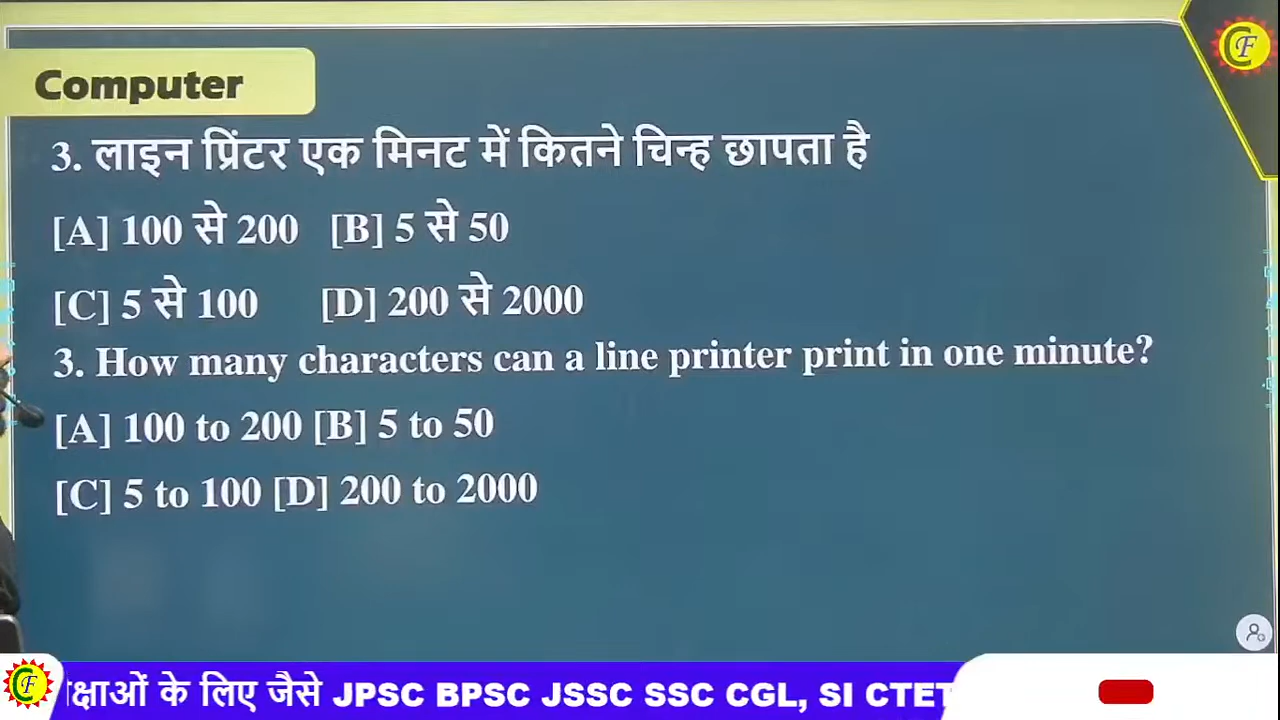 Computer
3. लाइन प्रिंटर एक मिनट में कितने चिन्ह छापता है
[A] 100 से 200 [B] 5 से 50
[C] 5 से 100 [D] 200 से 2000
3. How many characters can a line printer print in one minute?
[A] 100 to 200 [B] 5 to 50
[C] 5 to 100 [D] 200 to 2000
CF
CF
क्षाओं के लिए जैसे JPSC BPSC JSSC SSC CGL, SI CTET